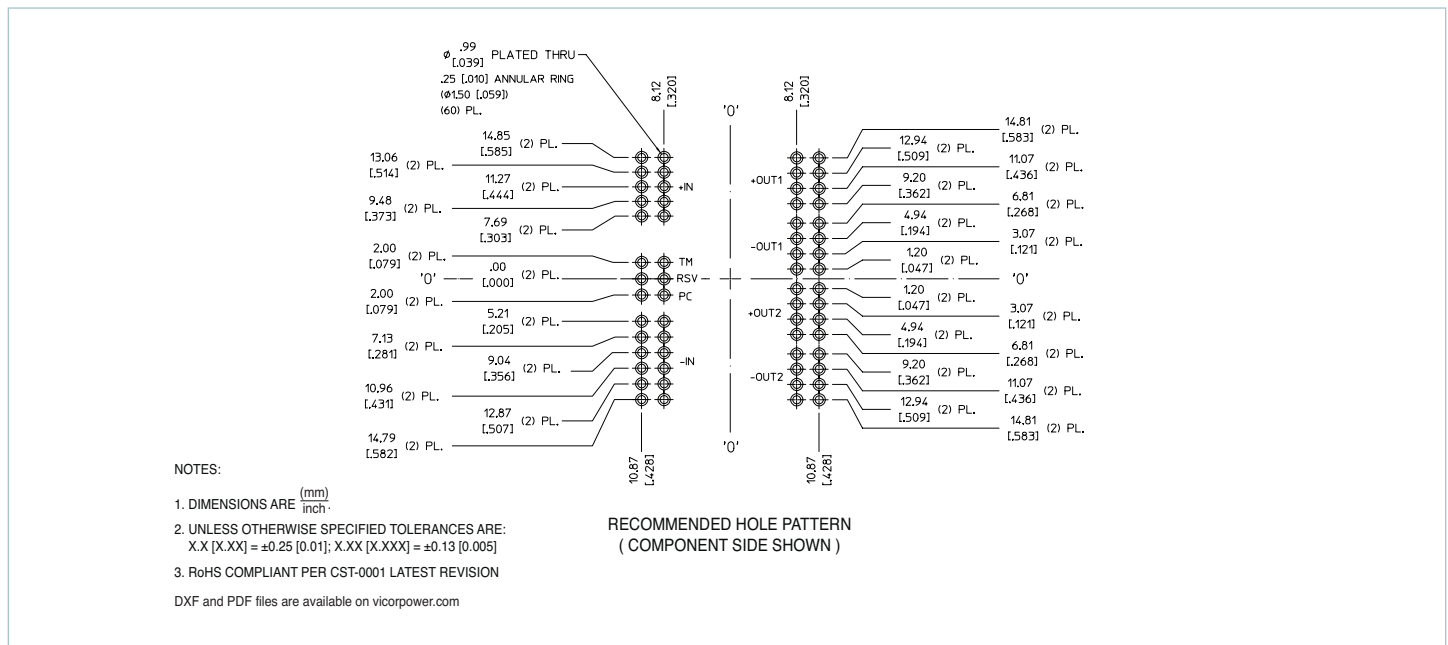 ø .99 PLATED THRU
[.039]
.25 [.010] ANNULAR RING
(ø1.50 [.059])
(60) PL.
8.12
[.320]
8.12
[.320]
'0'
14.85
[.585] (2) PL.
13.06
[.514] (2) PL.
11.27
[.444] (2) PL.
9.48
[.373] (2) PL.
7.69
[.303] (2) PL.
2.00
[.079] (2) PL.
'0'
.00
[.000] (2) PL.
2.00
[.079] (2) PL.
5.21
[.205] (2) PL.
7.13
[.281] (2) PL.
9.04
[.356] (2) PL.
10.96
[.431] (2) PL.
12.87
[.507] (2) PL.
14.79
[.582] (2) PL.
+IN
TM
RSV
PC
-IN
+OUT1
-OUT1
+OUT2
-OUT2
14.81
[.583] (2) PL.
12.94
[.509] (2) PL.
11.07
[.436] (2) PL.
9.20
[.362] (2) PL.
6.81
[.268] (2) PL.
4.94
[.194] (2) PL.
3.07
[.121] (2) PL.
1.20
[.047] (2) PL.
'0'
1.20
[.047] (2) PL.
3.07
[.121] (2) PL.
4.94
[.194] (2) PL.
6.81
[.268] (2) PL.
9.20
[.362] (2) PL.
11.07
[.436] (2) PL.
12.94
[.509] (2) PL.
14.81
[.583] (2) PL.
'0'
10.87
[.428]
10.87
[.428]
NOTES:
1. DIMENSIONS ARE (mm)
inch.
2. UNLESS OTHERWISE SPECIFIED TOLERANCES ARE:
X.X [X.XX] = ±0.25 [0.01]; X.XX [X.XXX] = ±0.13 [0.005]
3. RoHS COMPLIANT PER CST-0001 LATEST REVISION
DXF and PDF files are available on vicorpower.com
RECOMMENDED HOLE PATTERN
( COMPONENT SIDE SHOWN )